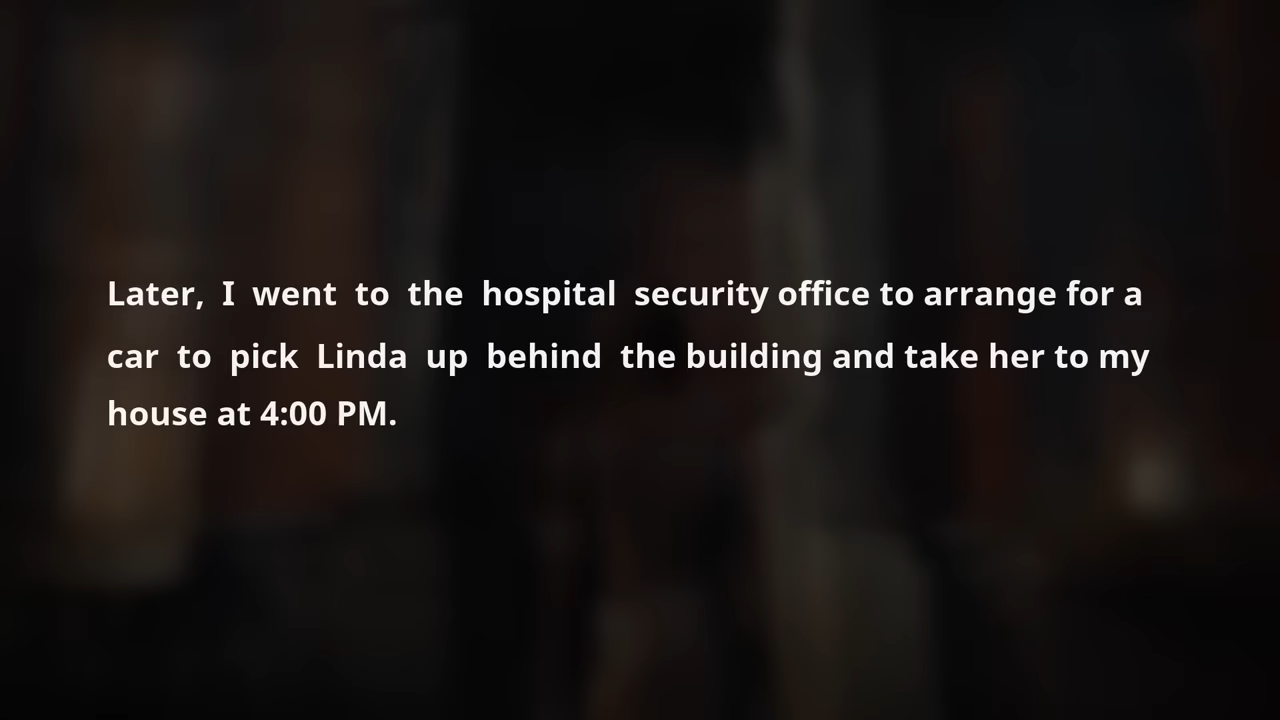 Later, I went to the hospital security office to arrange for a
car to pick Linda up behind the building and take her to my
house at 4:00 PM.